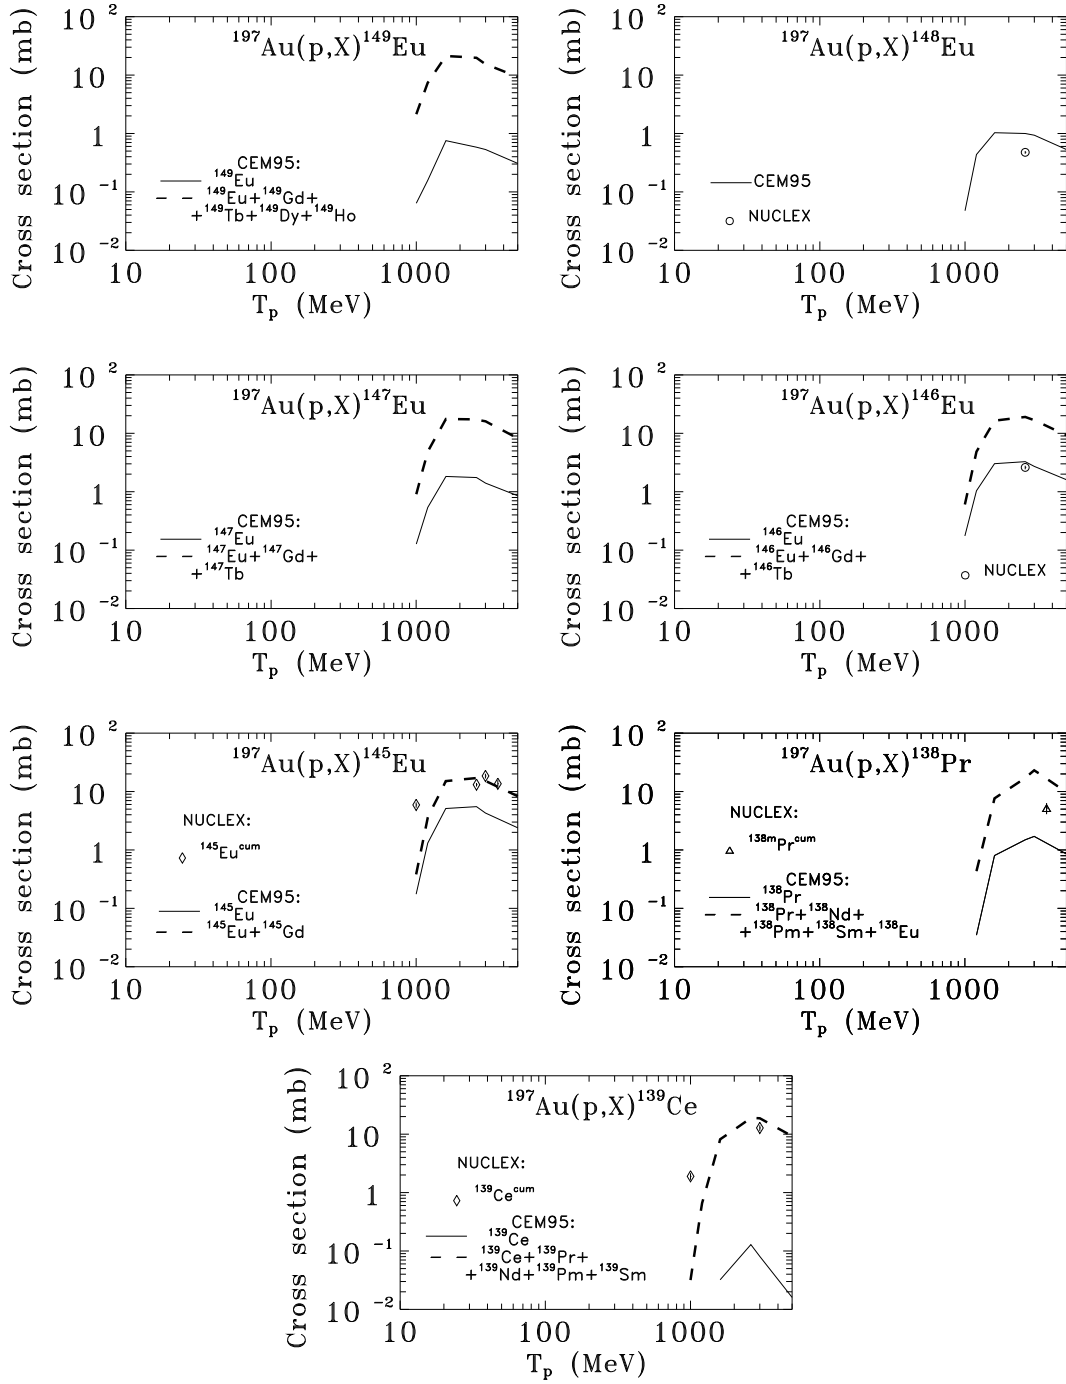 ¹⁹⁷Au(p,X)¹⁴⁹Eu
Cross section (mb)
10 ²
10
1
10 ⁻¹
10 ⁻²
CEM95:
¹⁴⁹Eu
¹⁴⁹Eu+¹⁴⁹Gd+
+¹⁴⁹Tb+¹⁴⁹Dy+¹⁴⁹Ho
10 100 1000
Tₚ (MeV)
¹⁹⁷Au(p,X)¹⁴⁸Eu
Cross section (mb)
10 ²
10
1
10 ⁻¹
10 ⁻²
CEM95
NUCLEX
10 100 1000
Tₚ (MeV)
¹⁹⁷Au(p,X)¹⁴⁷Eu
Cross section (mb)
10 ²
10
1
10 ⁻¹
10 ⁻²
CEM95:
¹⁴⁷Eu
¹⁴⁷Eu+¹⁴⁷Gd+
+¹⁴⁷Tb
10 100 1000
Tₚ (MeV)
¹⁹⁷Au(p,X)¹⁴⁶Eu
Cross section (mb)
10 ²
10
1
10 ⁻¹
10 ⁻²
CEM95:
¹⁴⁶Eu
¹⁴⁶Eu+¹⁴⁶Gd+
+¹⁴⁶Tb
NUCLEX
10 100 1000
Tₚ (MeV)
¹⁹⁷Au(p,X)¹⁴⁵Eu
Cross section (mb)
10 ²
10
1
10 ⁻¹
10 ⁻²
NUCLEX:
¹⁴⁵Euᶜᵘᵐ
CEM95:
¹⁴⁵Eu
¹⁴⁵Eu+¹⁴⁵Gd
10 100 1000
Tₚ (MeV)
¹⁹⁷Au(p,X)¹³⁸Pr
Cross section (mb)
10 ²
10
1
10 ⁻¹
10 ⁻²
NUCLEX:
¹³⁸ᵐPrᶜᵘᵐ
CEM95:
¹³⁸Pr
¹³⁸Pr+¹³⁸Nd+
+¹³⁸Pm+¹³⁸Sm+¹³⁸Eu
10 100 1000
Tₚ (MeV)
¹⁹⁷Au(p,X)¹³⁹Ce
Cross section (mb)
10 ²
10
1
10 ⁻¹
10 ⁻²
NUCLEX:
¹³⁹Ceᶜᵘᵐ
CEM95:
¹³⁹Ce
¹³⁹Ce+¹³⁹Pr+
+¹³⁹Nd+¹³⁹Pm+¹³⁹Sm
10 100 1000
Tₚ (MeV)